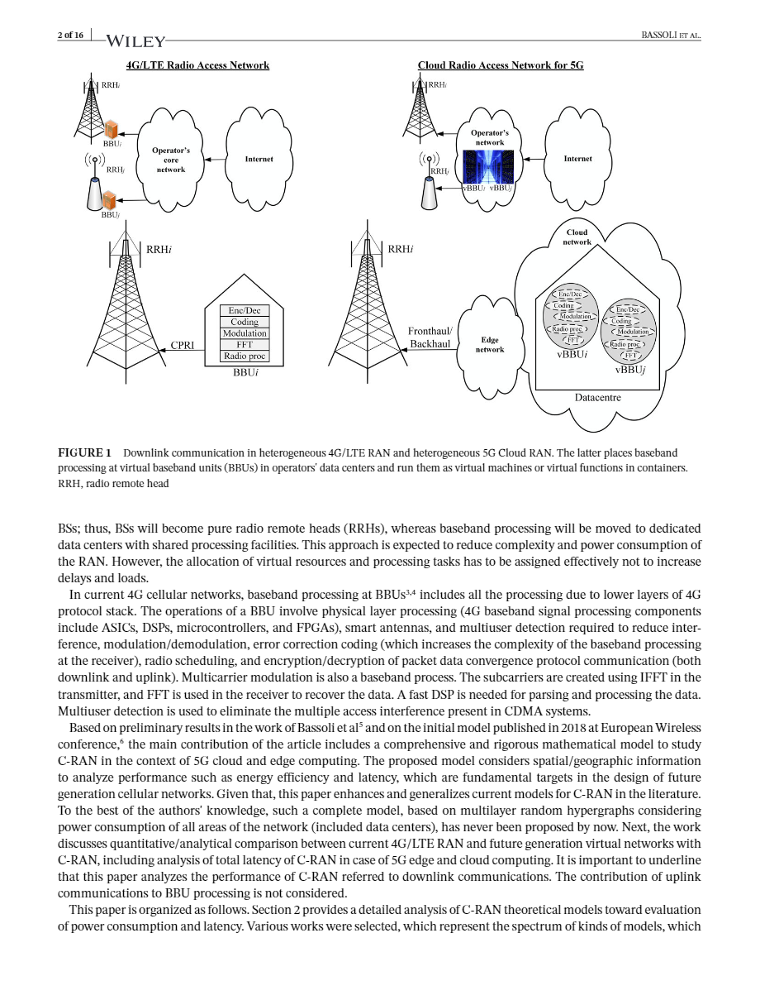 2 of 16
WILEY
BASSOLI ET AL.
4G/LTE Radio Access Network
Cloud Radio Access Network for 5G
RRHi
BBUi
RRHj
BBUj
Operator's
core
network
Internet
RRHi
RRHj
Operator's
network
vBBUi vBBUj
Internet
RRHi
CPRI
Enc/Dec
Coding
Modulation
FFT
Radio proc
BBUi
RRHi
Fronthaul/
Backhaul
Edge
network
Cloud
network
Enc/Dec
Coding
Modulation
Radio proc
FFT
vBBUi
Enc/Dec
Coding
Modulation
Radio proc
FFT
vBBUj
Datacentre
FIGURE 1 Downlink communication in heterogeneous 4G/LTE RAN and heterogeneous 5G Cloud RAN. The latter places baseband
processing at virtual baseband units (BBUs) in operators' data centers and run them as virtual machines or virtual functions in containers.
RRH, radio remote head
BSs; thus, BSs will become pure radio remote heads (RRHs), whereas baseband processing will be moved to dedicated
data centers with shared processing facilities. This approach is expected to reduce complexity and power consumption of
the RAN. However, the allocation of virtual resources and processing tasks has to be assigned effectively not to increase
delays and loads.
In current 4G cellular networks, baseband processing at BBUs3,4 includes all the processing due to lower layers of 4G
protocol stack. The operations of a BBU involve physical layer processing (4G baseband signal processing components
include ASICs, DSPs, microcontrollers, and FPGAs), smart antennas, and multiuser detection required to reduce inter-
ference, modulation/demodulation, error correction coding (which increases the complexity of the baseband processing
at the receiver), radio scheduling, and encryption/decryption of packet data convergence protocol communication (both
downlink and uplink). Multicarrier modulation is also a baseband process. The subcarriers are created using IFFT in the
transmitter, and FFT is used in the receiver to recover the data. A fast DSP is needed for parsing and processing the data.
Multiuser detection is used to eliminate the multiple access interference present in CDMA systems.
Based on preliminary results in the work of Bassoli et al5 and on the initial model published in 2018 at European Wireless
conference,6 the main contribution of the article includes a comprehensive and rigorous mathematical model to study
C-RAN in the context of 5G cloud and edge computing. The proposed model considers spatial/geographic information
to analyze performance such as energy efficiency and latency, which are fundamental targets in the design of future
generation cellular networks. Given that, this paper enhances and generalizes current models for C-RAN in the literature.
To the best of the authors' knowledge, such a complete model, based on multilayer random hypergraphs considering
power consumption of all areas of the network (included data centers), has never been proposed by now. Next, the work
discusses quantitative/analytical comparison between current 4G/LTE RAN and future generation virtual networks with
C-RAN, including analysis of total latency of C-RAN in case of 5G edge and cloud computing. It is important to underline
that this paper analyzes the performance of C-RAN referred to downlink communications. The contribution of uplink
communications to BBU processing is not considered.
This paper is organized as follows. Section 2 provides a detailed analysis of C-RAN theoretical models toward evaluation
of power consumption and latency. Various works were selected, which represent the spectrum of kinds of models, which